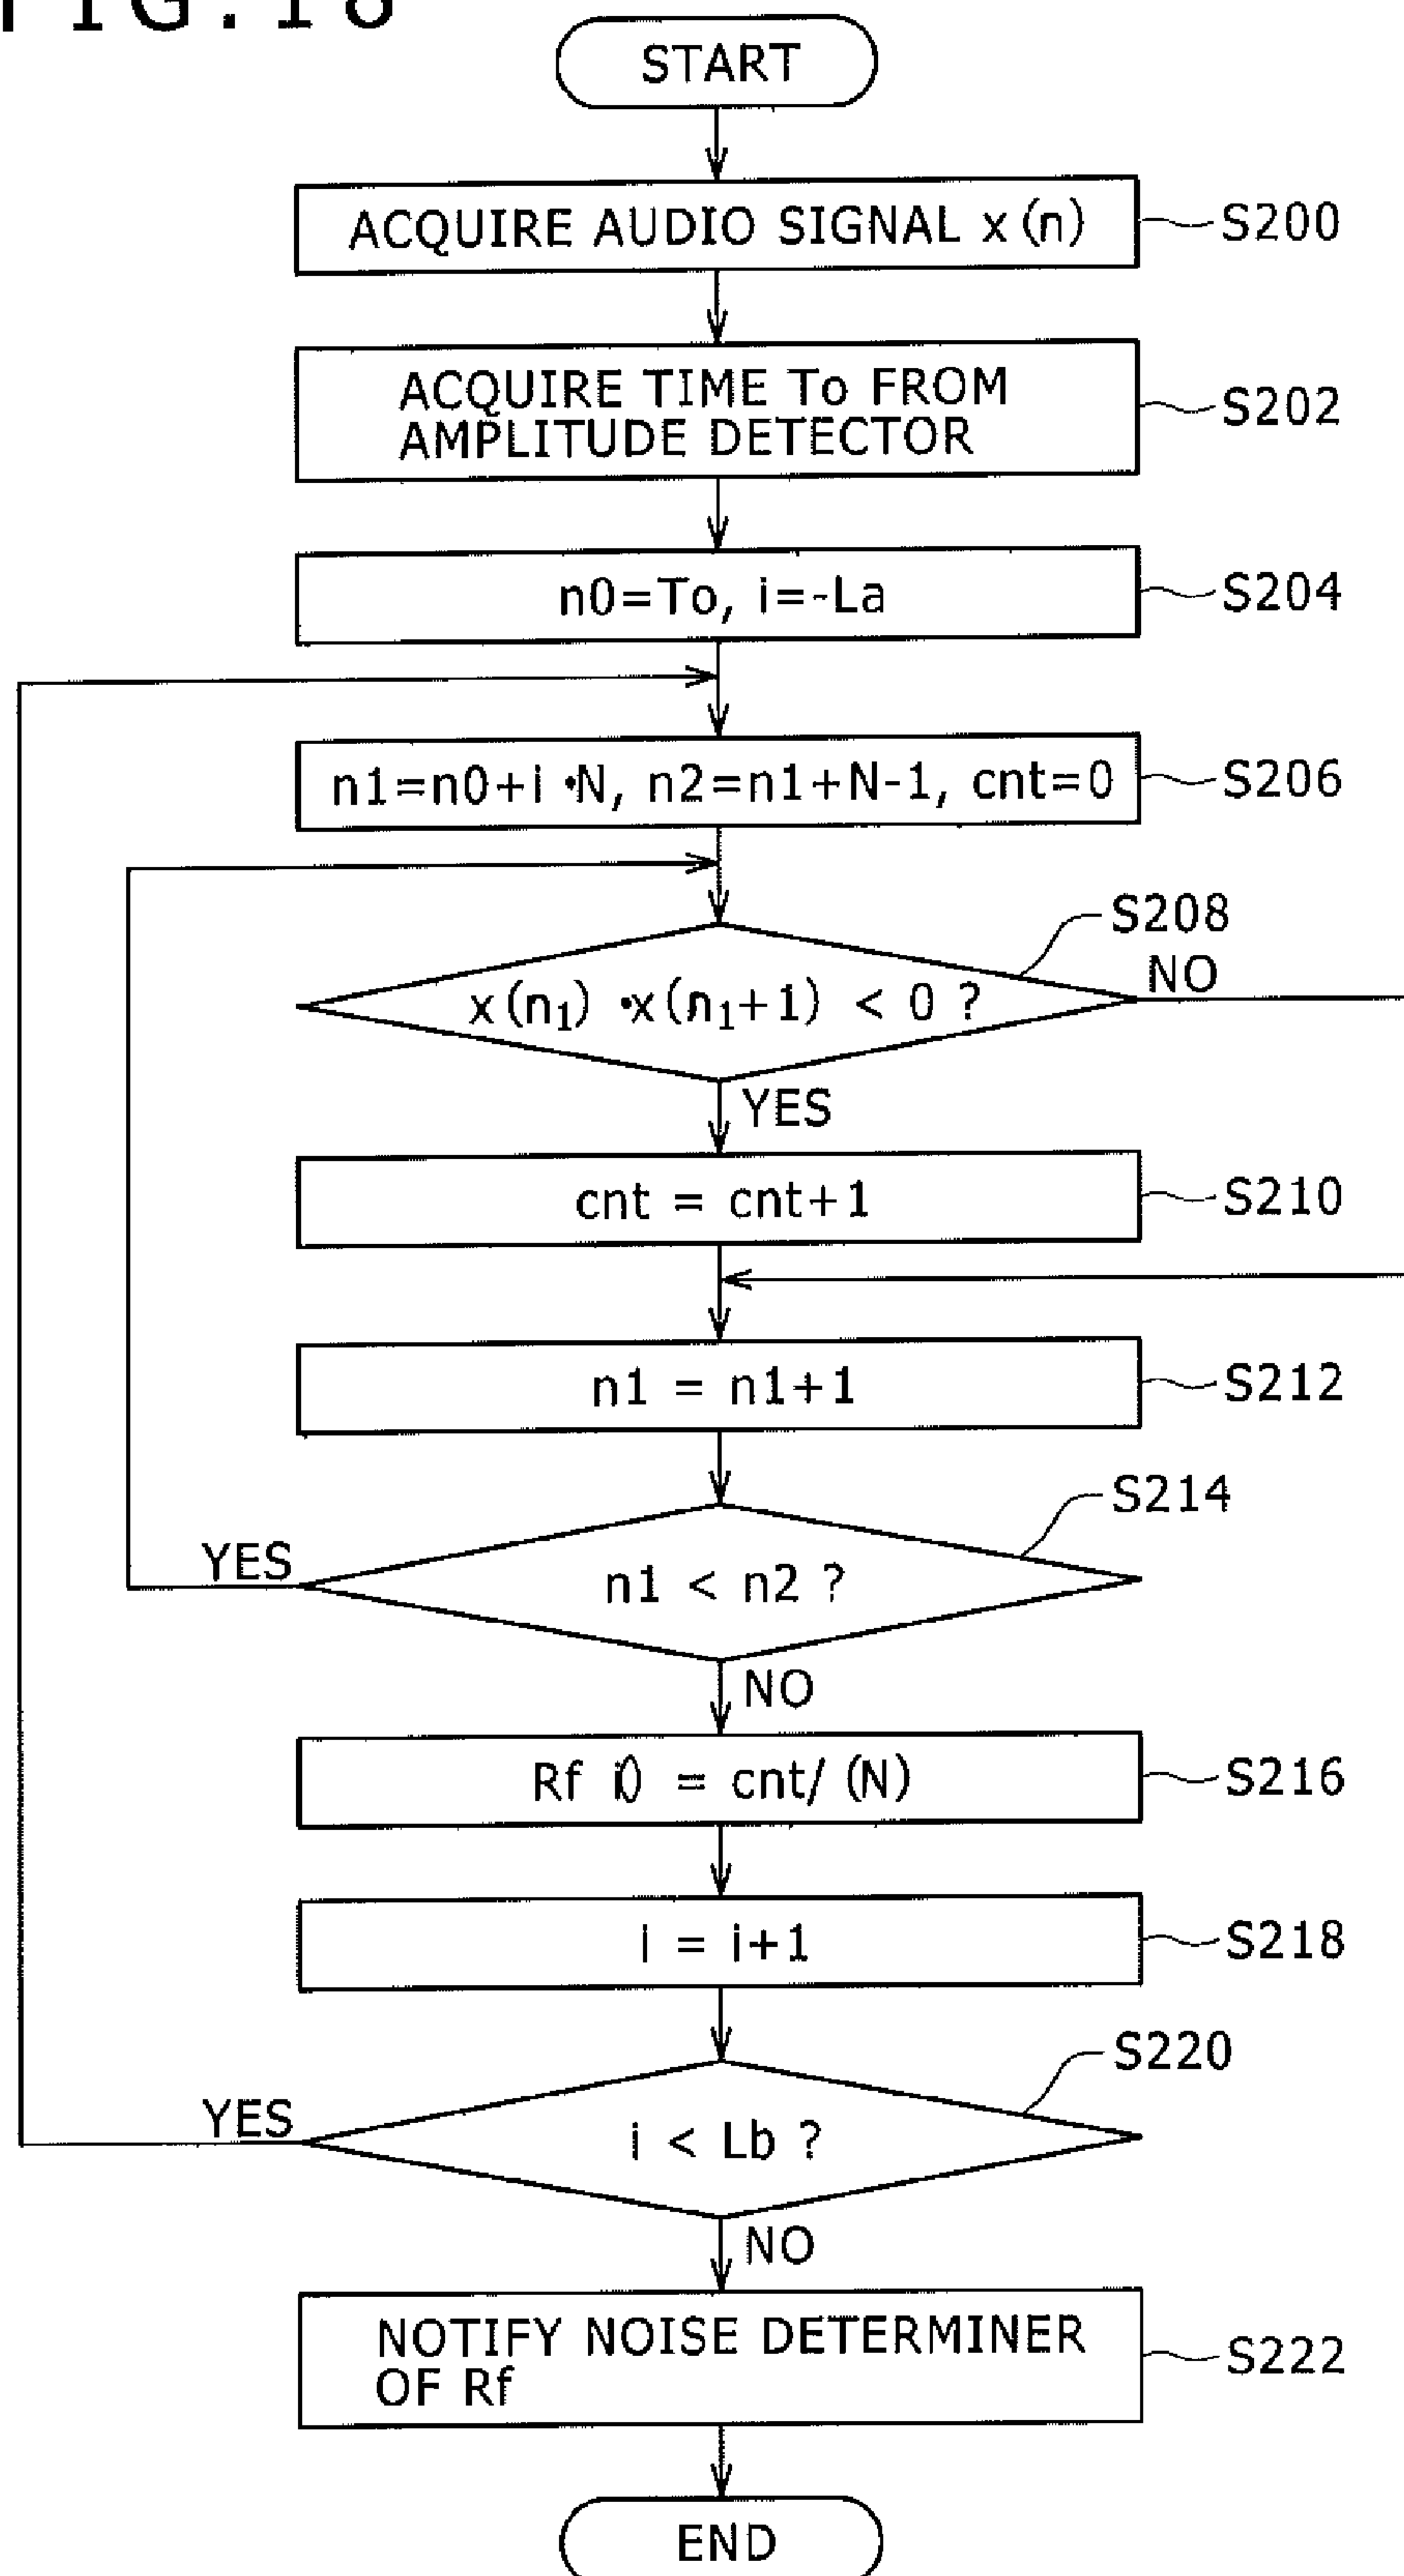 FIG.18
START
ACQUIRE AUDIO SIGNAL x(n)
S200
ACQUIRE TIME To FROM
AMPLITUDE DETECTOR
S202
n0=To, i=-La
S204
n1=n0+i •N, n2=n1+N-1, cnt=0
S206
S208
x(n₁) •x(n₁+1) < 0 ?
NO
YES
cnt = cnt+1
S210
n1 = n1+1
S212
S214
YES
n1 < n2 ?
NO
Rf i() = cnt/ (N)
S216
i = i+1
S218
S220
YES
i < Lb ?
NO
NOTIFY NOISE DETERMINER
OF Rf
S222
END